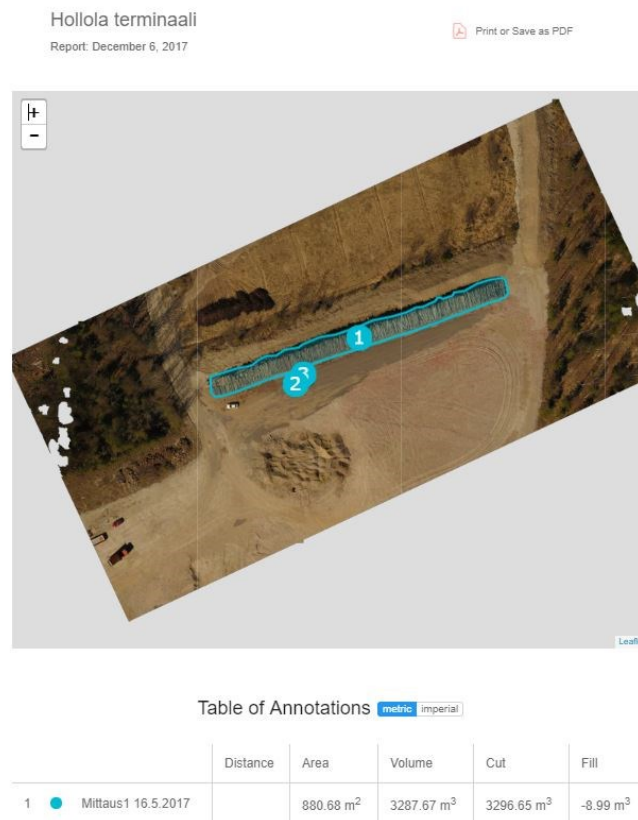 Hollola terminaali
Print or Save as PDF
Report: December 6, 2017
+
−
1
3
2
Table of Annotations metric imperial
Distance Area Volume Cut Fill
1 Mittaus1 16.5.2017 880.68 m² 3287.67 m³ 3296.65 m³ -8.99 m³